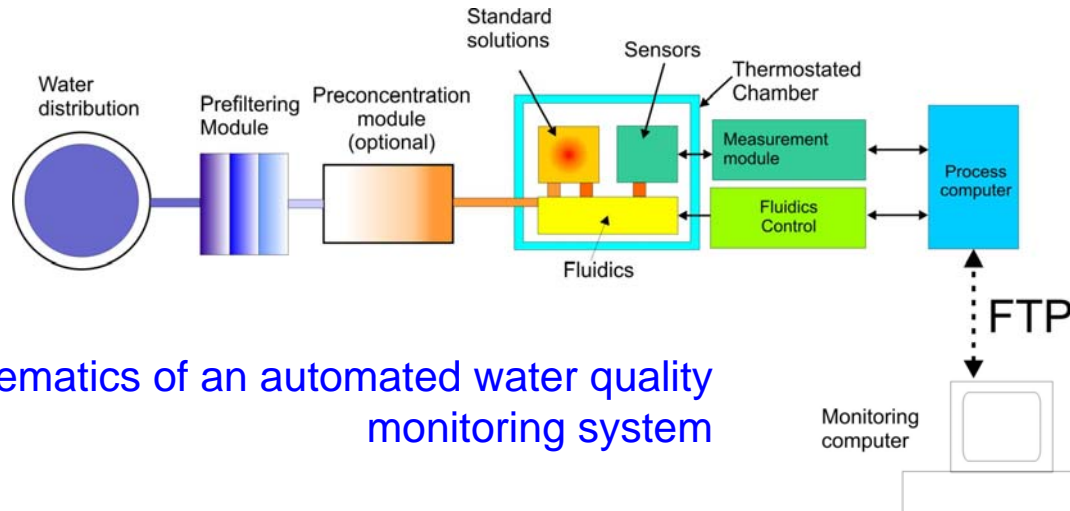 Standard
solutions
Sensors
Thermostated
Chamber
Water
distribution
Prefiltering
Module
Preconcentration
module
(optional)
Measurement
module
Process
computer
Fluidics
Control
Fluidics
FTP
ematics of an automated water quality
monitoring system
Monitoring
computer